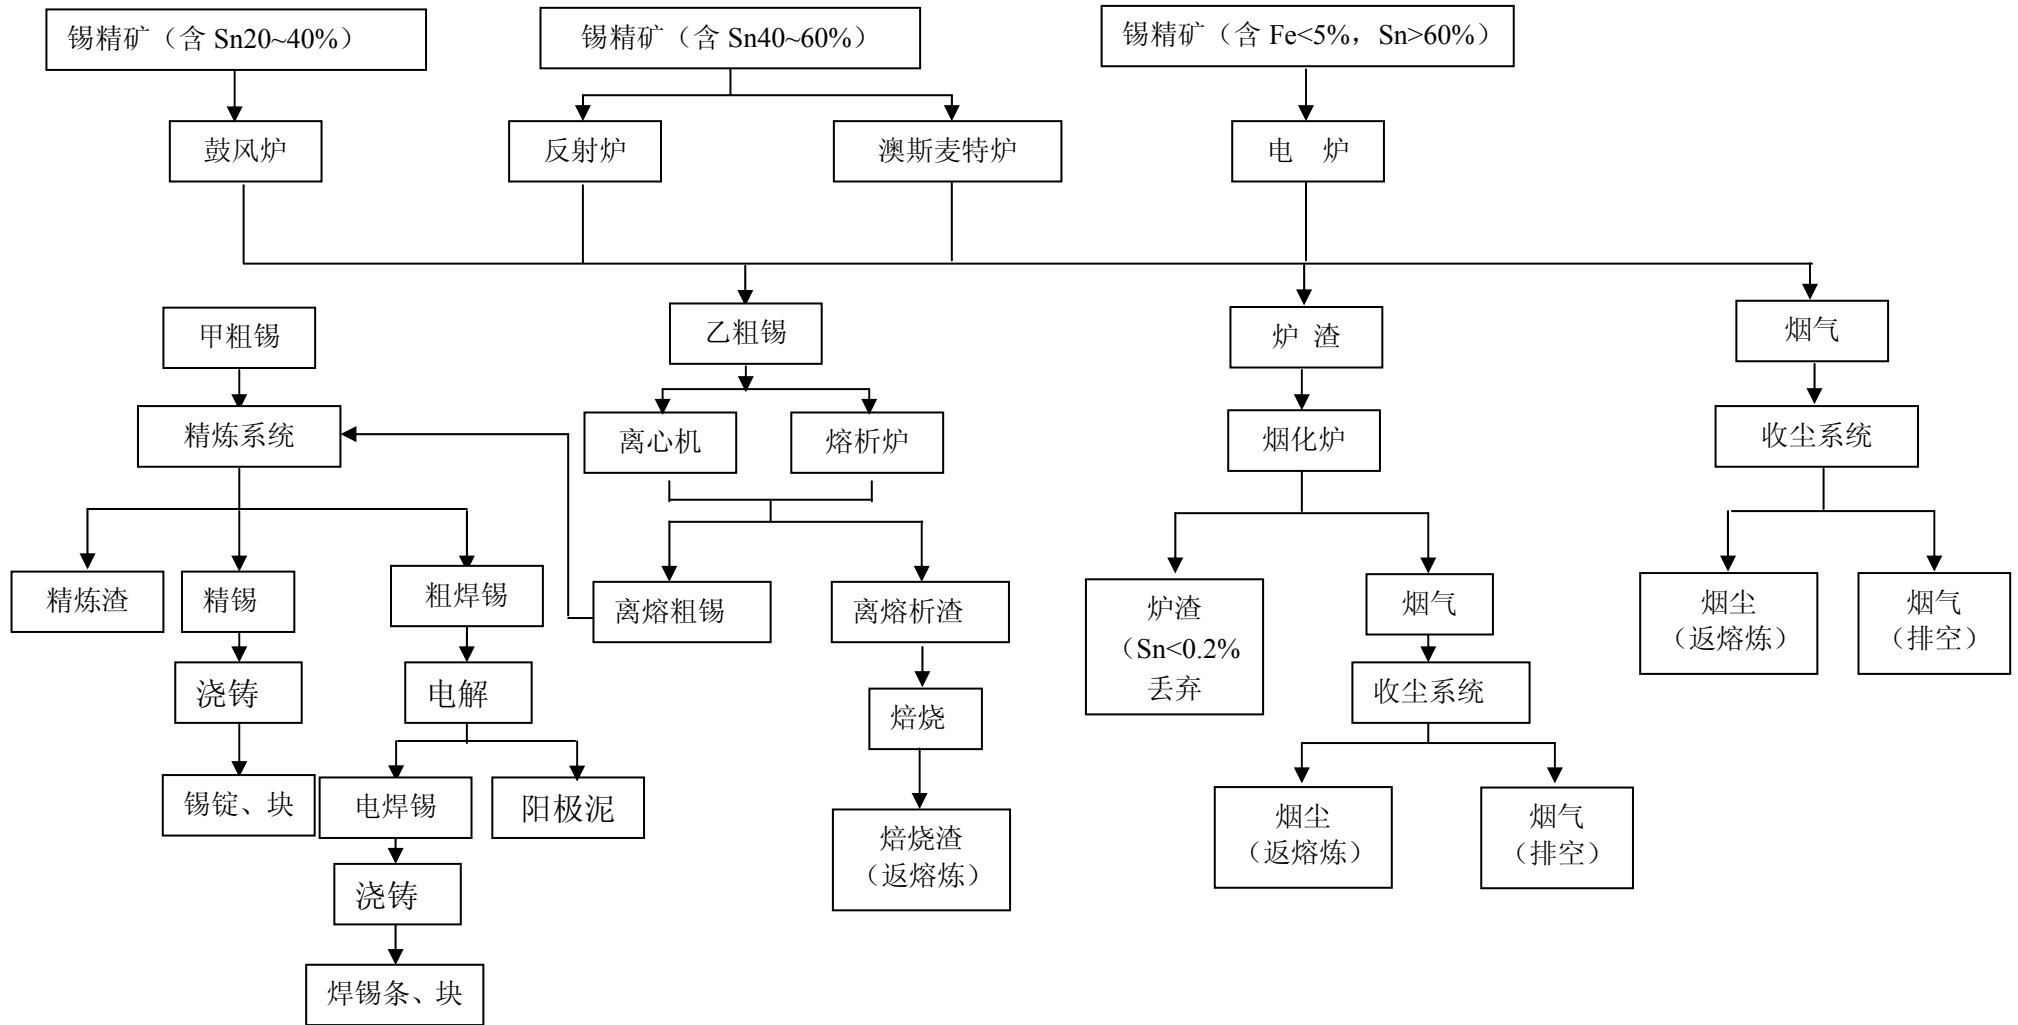 锡精矿（含 Sn20~40%）
锡精矿（含 Sn40~60%）
锡精矿（含 Fe<5%，Sn>60%）
鼓风炉
反射炉
澳斯麦特炉
电 炉
甲粗锡
乙粗锡
炉 渣
烟气
精炼系统
离心机
熔析炉
烟化炉
收尘系统
精炼渣
精锡
粗焊锡
离熔粗锡
离熔析渣
炉渣
（Sn<0.2%
丢弃
烟气
烟尘
（返熔炼）
烟气
（排空）
浇铸
电解
焙烧
收尘系统
锡锭、块
电焊锡
阳极泥
焙烧渣
（返熔炼）
烟尘
（返熔炼）
烟气
（排空）
浇铸
焊锡条、块